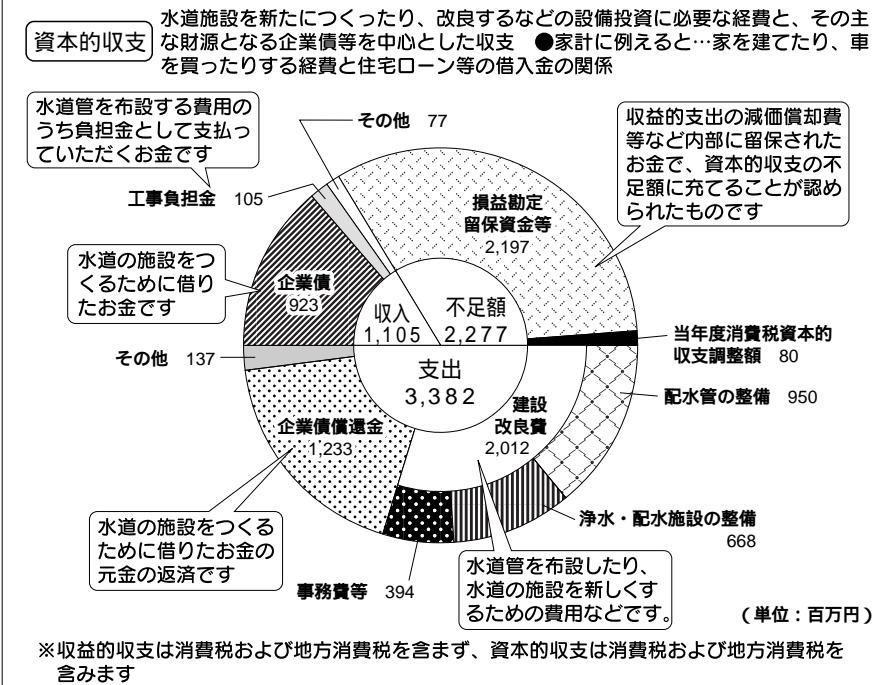 資本的収支
水道施設を新たにつくったり、改良するなどの設備投資に必要な経費と、その主
な財源となる企業債等を中心とした収支　●家計に例えると…家を建てたり、車
を買ったりする経費と住宅ローン等の借入金の関係
水道管を布設する費用の
うち負担金として支払っ
ていただくお金です
その他 77
収益的支出の減価償却費
等など内部に留保された
お金で、資本的収支の不
足額に充てることが認め
られたものです
工事負担金 105
損益勘定
留保資金等
2,197
水道の施設をつ
くるために借り
たお金です
企業債
923
収入
1,105
不足額
2,277
当年度消費税資本的
収支調整額 80
その他 137
支出
3,382
配水管の整備 950
建設
改良費
2,012
企業債償還金
1,233
水道の施設をつくる
ために借りたお金の
元金の返済です
浄水・配水施設の整備
668
事務費等 394
水道管を布設したり、
水道の施設を新しくす
るための費用などです。
（単位：百万円）
※収益的収支は消費税および地方消費税を含まず、資本的収支は消費税および地方消費税を
含みます